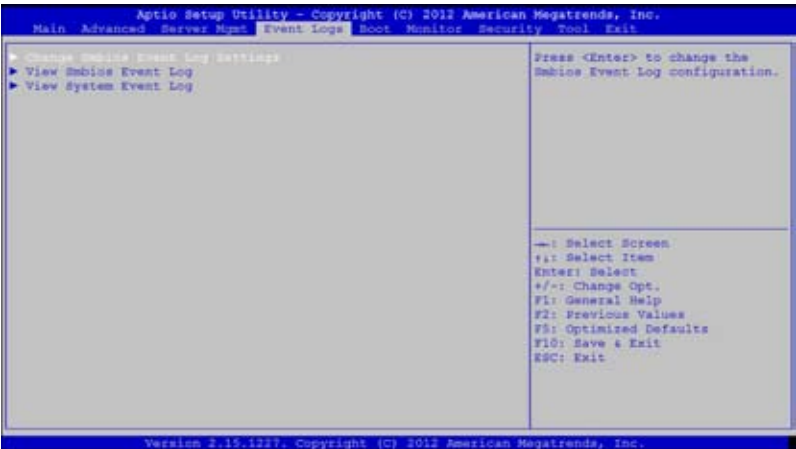 Aptio Setup Utility - Copyright (C) 2012 American Megatrends, Inc.
Main Advanced Server Mgmt Event Logs Boot Monitor Security Tool Exit
► Change Smbios Event Log Settings
► View Smbios Event Log
► View System Event Log
Press <Enter> to change the
Smbios Event Log configuration.
→←: Select Screen
↑↓: Select Item
Enter: Select
+/-: Change Opt.
F1: General Help
F2: Previous Values
F5: Optimized Defaults
F10: Save & Exit
ESC: Exit
Version 2.15.1227. Copyright (C) 2012 American Megatrends, Inc.